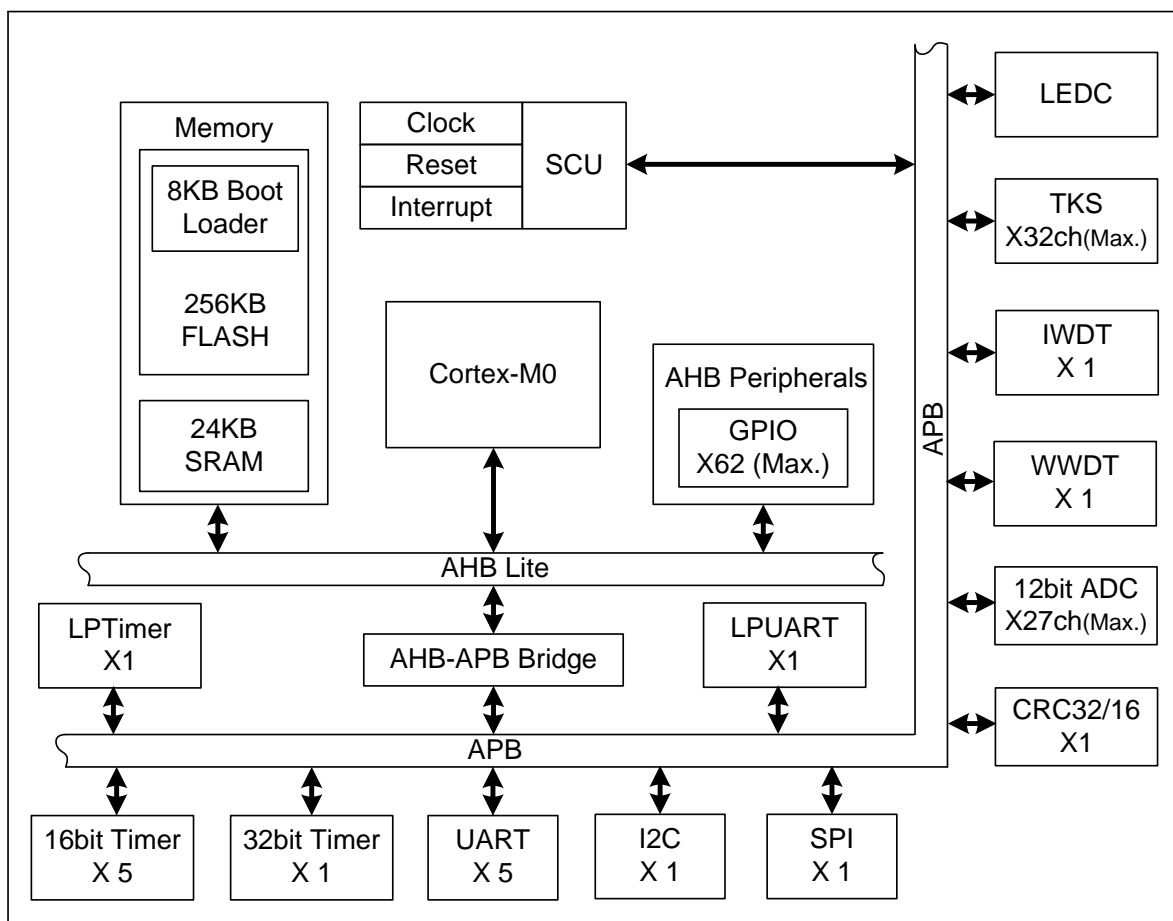 Memory
8KB Boot
Loader
256KB
FLASH
24KB
SRAM
Clock
Reset
Interrupt
SCU
Cortex-M0
AHB Peripherals
GPIO
X62 (Max.)
AHB Lite
LPTimer
X1
AHB-APB Bridge
LPUART
X1
APB
16bit Timer
X 5
32bit Timer
X 1
UART
X 5
I2C
X 1
SPI
X 1
APB
LEDC
TKS
X32ch(Max.)
IWDT
X 1
WWDT
X 1
12bit ADC
X27ch(Max.)
CRC32/16
X1